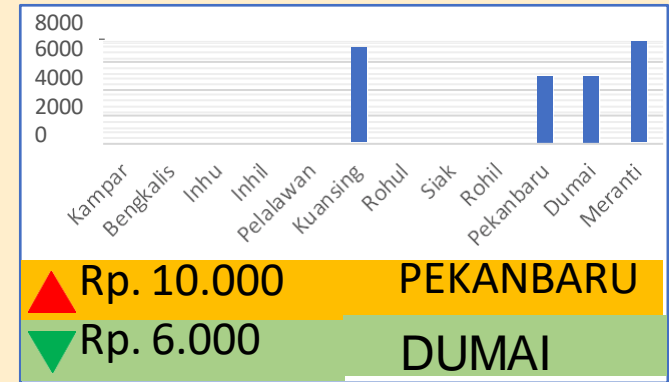 8000
6000
4000
2000
0
Kampar
Bengkalis
Inhu
Inhil
Pelalawan
Kuansing
Rohul
Siak
Rohil
Pekanbaru
Dumai
Meranti
Rp. 10.000 PEKANBARU
Rp. 6.000 DUMAI